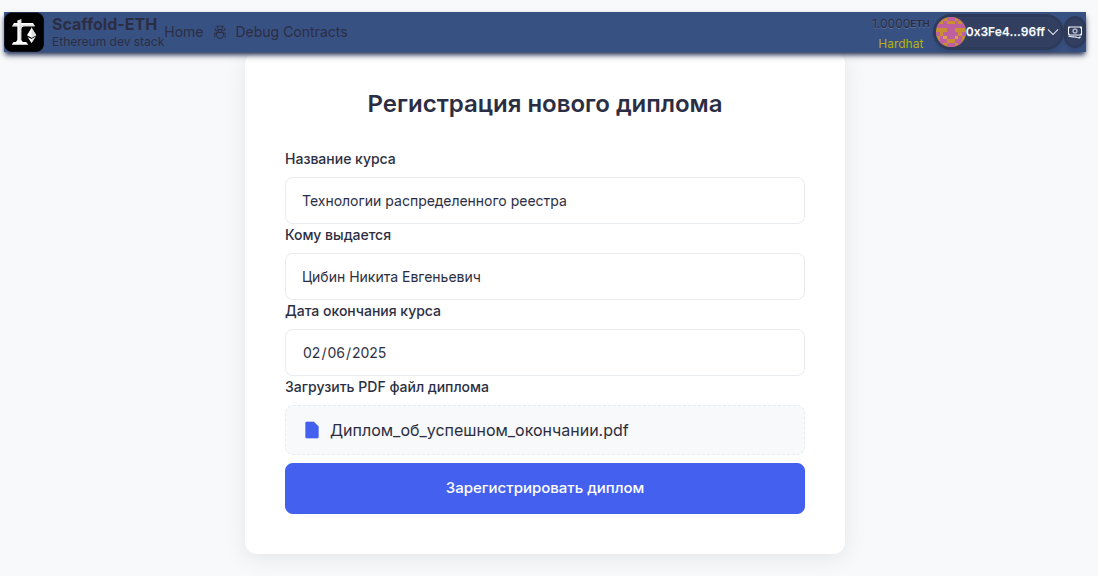 Scaffold-ETH
Ethereum dev stack
Home Debug Contracts
1.0000ETH
Hardhat
0x3Fe4...96ff
Регистрация нового диплома
Название курса
Технологии распределенного реестра
Кому выдается
Цибин Никита Евгеньевич
Дата окончания курса
02/06/2025
Загрузить PDF файл диплома
Диплом_об_успешном_окончании.pdf
Зарегистрировать диплом